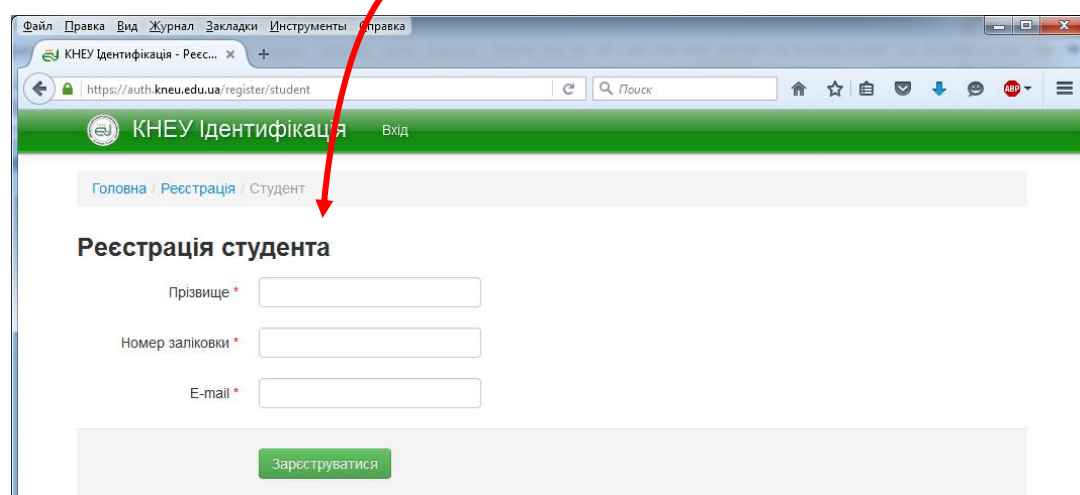 Файл Правка Вид Журнал Закладки Инструменты Справка
КНЕУ Ідентифікація - Реєс... × +
https://auth.kneu.edu.ua/register/student Поиск ABP
КНЕУ Ідентифікація Вхід
Головна / Реєстрація / Студент
Реєстрація студента
Прізвище *
Номер заліковки *
E-mail *
Зареєструватися